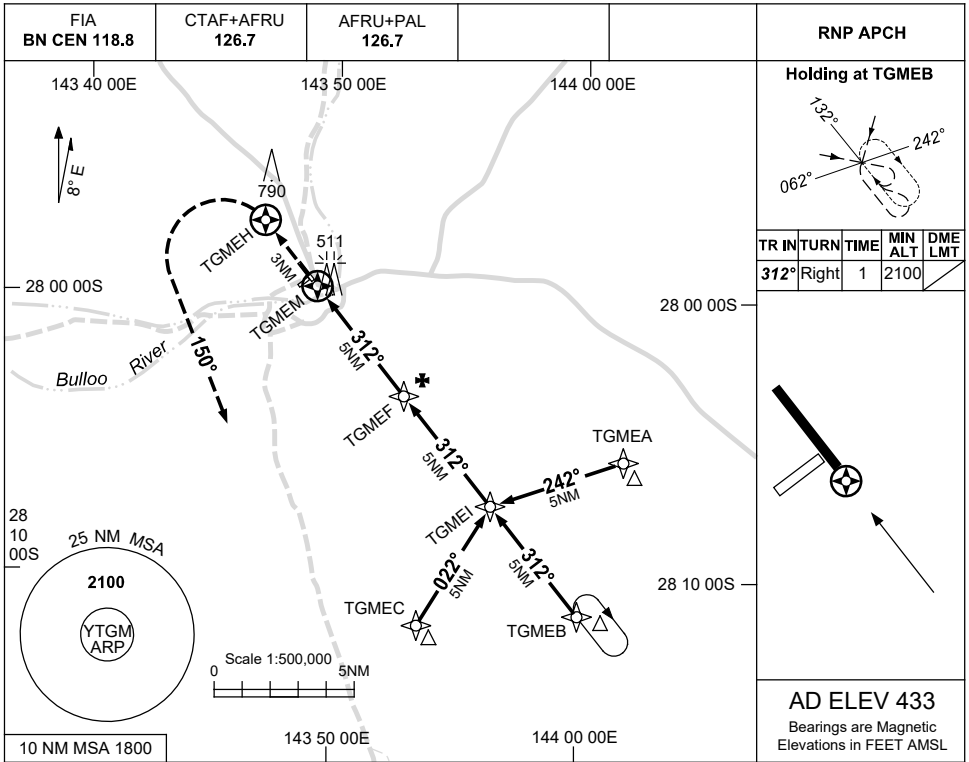 FIA
BN CEN 118.8
CTAF+AFRU
126.7
AFRU+PAL
126.7
RNP APCH
143 40 00E
143 50 00E
144 00 00E
Holding at TGMEB
132°
242°
062°
TR IN TURN TIME MIN ALT DME LMT
312° Right 1 2100
8° E
790
TGMEH
3NM
511
TGMEM
28 00 00S
28 00 00S
150°
Bulloo River
312°
5NM
TGMEF
312°
5NM
TGMEA
242°
5NM
TGMEI
28
10
00S
25 NM MSA
2100
YTGM
ARP
022°
5NM
312°
5NM
28 10 00S
TGMEC
TGMEB
Scale 1:500,000
0 5NM
10 NM MSA 1800
143 50 00E
144 00 00E
AD ELEV 433
Bearings are Magnetic
Elevations in FEET AMSL